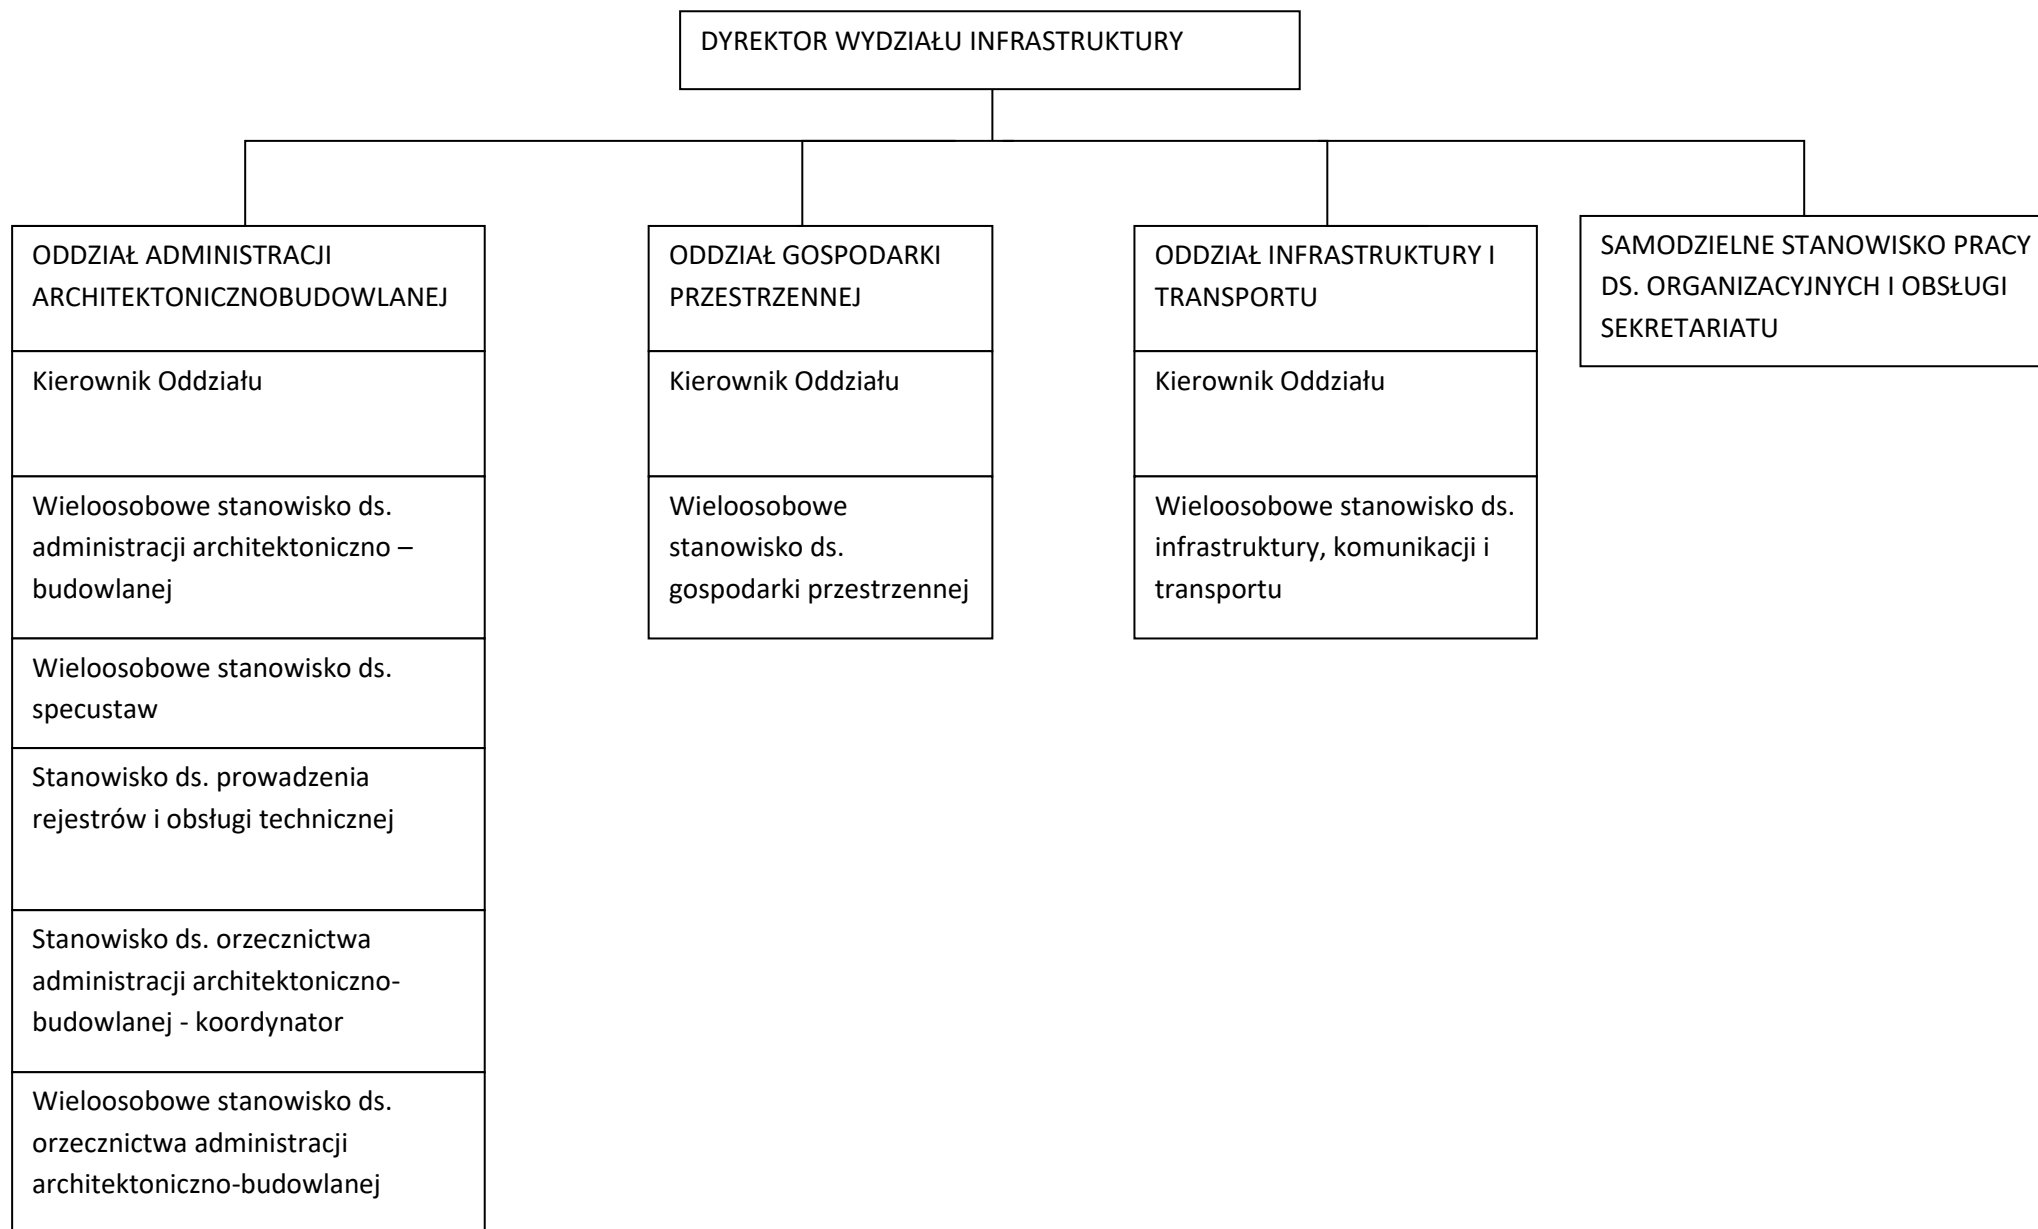 DYREKTOR WYDZIAŁU INFRASTRUKTURY
ODDZIAŁ ADMINISTRACJI
ARCHITEKTONICZNOBUDOWLANEJ
Kierownik Oddziału
Wieloosobowe stanowisko ds.
administracji architektoniczno –
budowlanej
Wieloosobowe stanowisko ds.
specustaw
Stanowisko ds. prowadzenia
rejestrów i obsługi technicznej
Stanowisko ds. orzecznictwa
administracji architektoniczno-
budowlanej - koordynator
Wieloosobowe stanowisko ds.
orzecznictwa administracji
architektoniczno-budowlanej
ODDZIAŁ GOSPODARKI
PRZESTRZENNEJ
Kierownik Oddziału
Wieloosobowe
stanowisko ds.
gospodarki przestrzennej
ODDZIAŁ INFRASTRUKTURY I
TRANSPORTU
Kierownik Oddziału
Wieloosobowe stanowisko ds.
infrastruktury, komunikacji i
transportu
SAMODZIELNE STANOWISKO PRACY
DS. ORGANIZACYJNYCH I OBSŁUGI
SEKRETARIATU